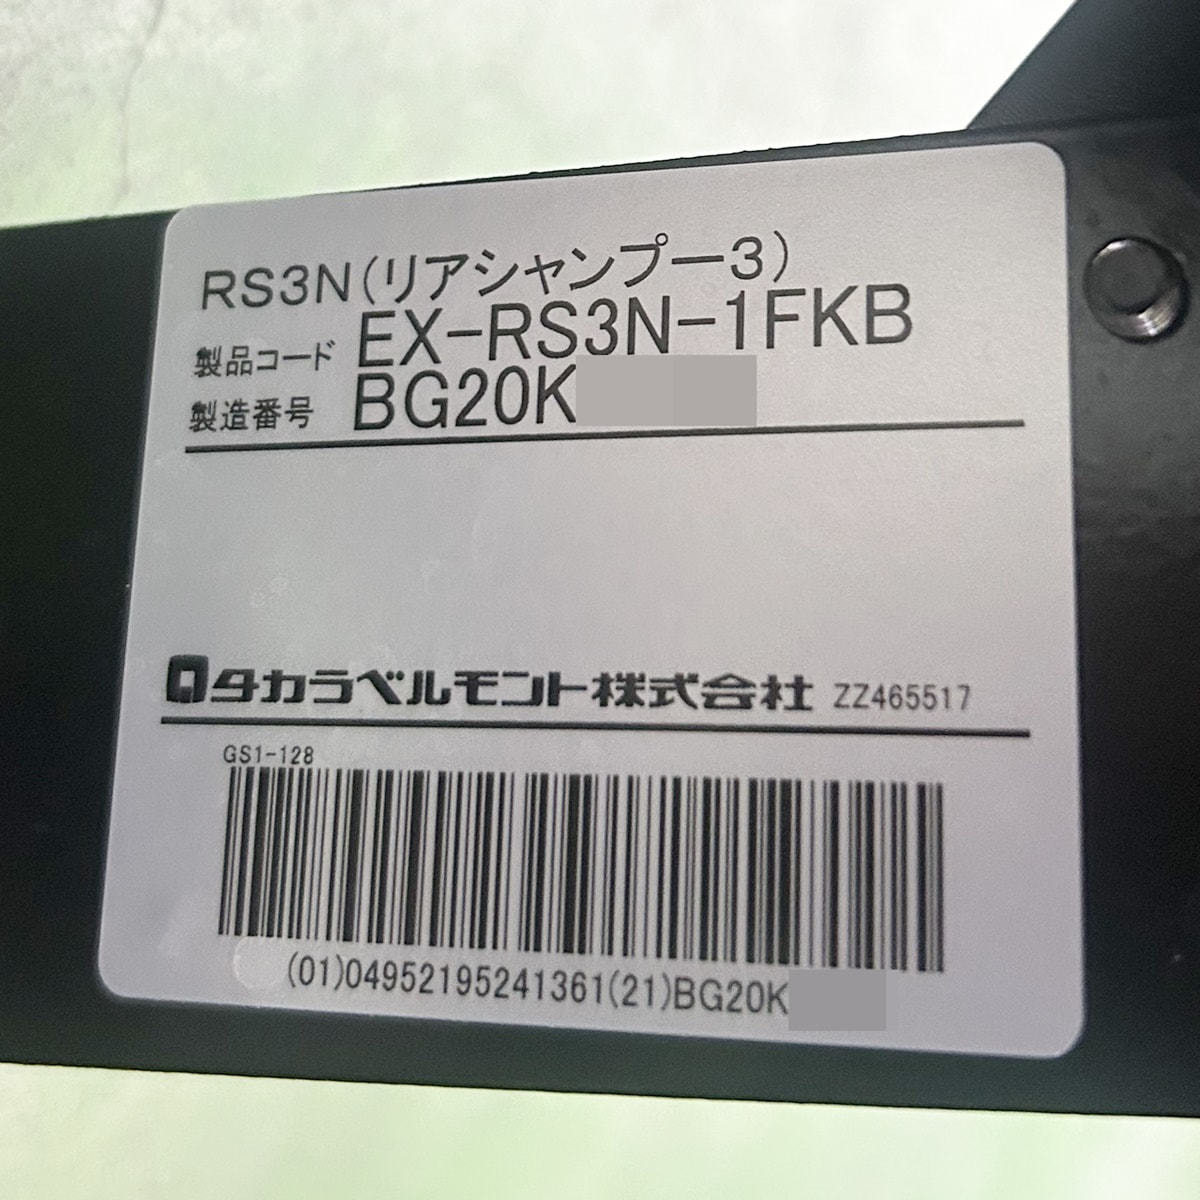 RS3N(リアシャンプー3)
製品コード EX-RS3N-1FKB
製造番号 BG20K
タカラベルモント株式会社 ZZ465517
GS1-128
(01)04952195241361(21)BG20K